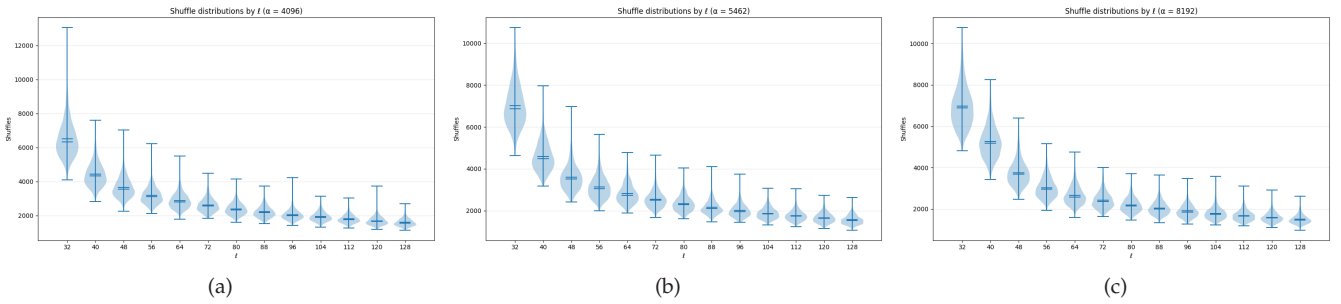 Shuffle distributions by ℓ (α = 4096)
Shuffles
12000
10000
8000
6000
4000
2000
32 40 48 56 64 72 80 88 96 104 112 120 128
ℓ
(a)
Shuffle distributions by ℓ (α = 5462)
Shuffles
10000
8000
6000
4000
2000
32 40 48 56 64 72 80 88 96 104 112 120 128
ℓ
(b)
Shuffle distributions by ℓ (α = 8192)
Shuffles
10000
8000
6000
4000
2000
32 40 48 56 64 72 80 88 96 104 112 120 128
ℓ
(c)